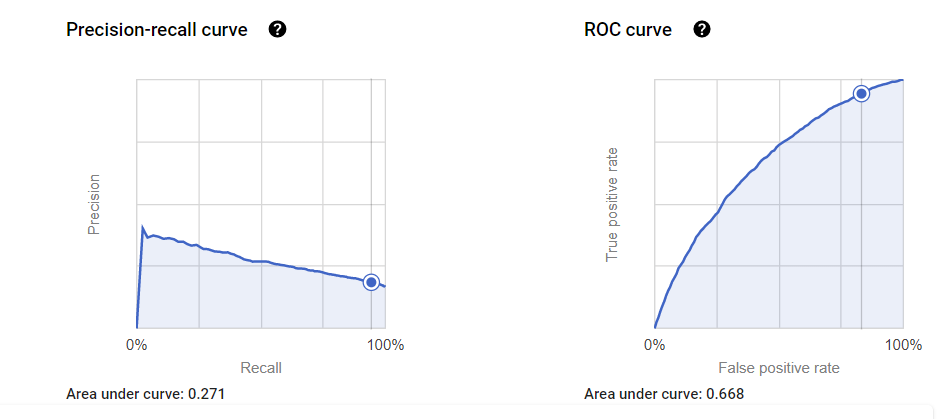 Precision-recall curve ?
Precision
0% 100%
Recall
Area under curve: 0.271
ROC curve ?
True positive rate
0% 100%
False positive rate
Area under curve: 0.668